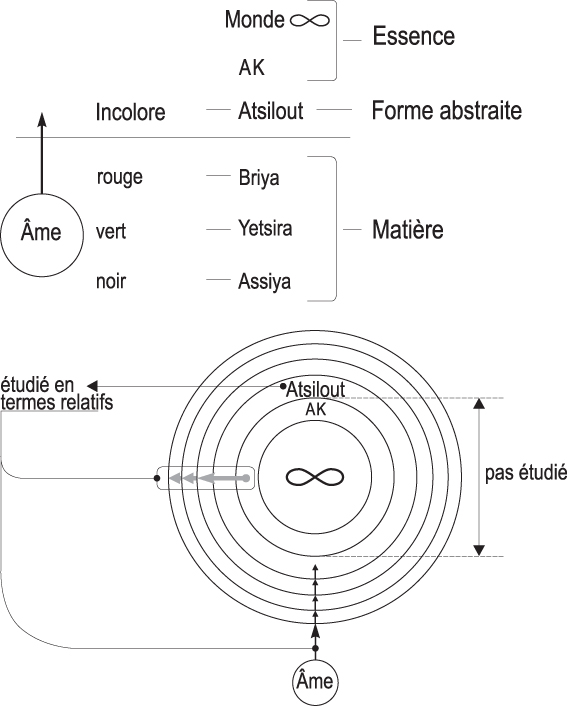 Monde ∞
Essence
AK
Incolore — Atsilout — Forme abstraite
rouge — Briya
Âme
vert — Yetsira — Matière
noir — Assiya
étudié en
termes relatifs
Atsilout
AK
∞
pas étudié
Âme